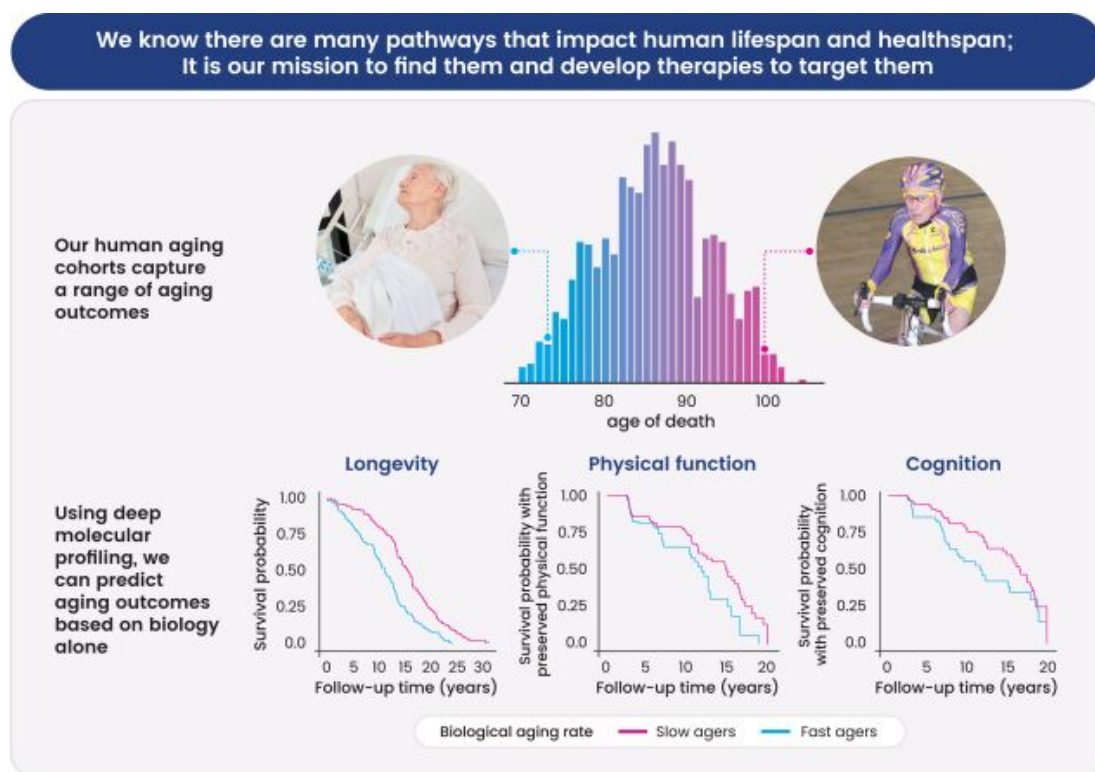 We know there are many pathways that impact human lifespan and healthspan;
It is our mission to find them and develop therapies to target them
Our human aging
cohorts capture
a range of aging
outcomes
70
80
90
100
age of death
Using deep
molecular
profiling, we
can predict
aging outcomes
based on biology
alone
Longevity
Survival probability
1.00
0.75
0.50
0.25
0.0
0 5 10 15 20 25 30
Follow-up time (years)
Physical function
Survival probability with
preserved physical function
1.00
0.75
0.50
0.25
0.0
0 5 10 15 20
Follow-up time (years)
Cognition
Survival probability
with preserved cognition
1.00
0.75
0.50
0.25
0.0
0 5 10 15 20
Follow-up time (years)
Biological aging rate Slow agers Fast agers